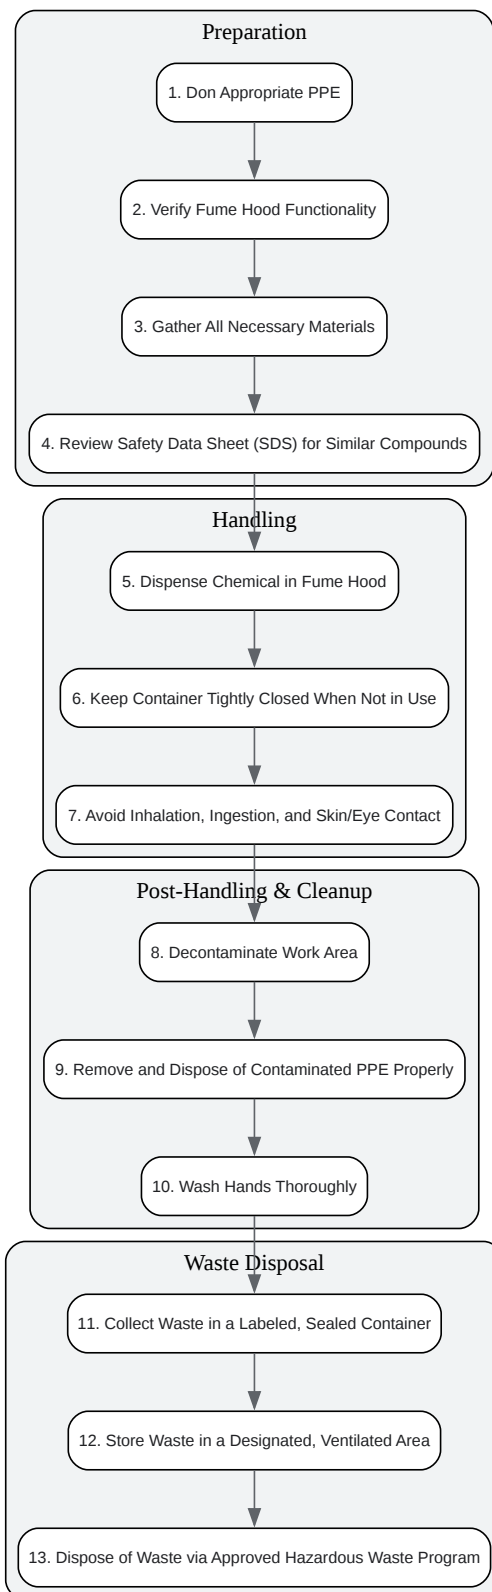 Preparation
1. Don Appropriate PPE
2. Verify Fume Hood Functionality
3. Gather All Necessary Materials
4. Review Safety Data Sheet (SDS) for Similar Compounds
Handling
5. Dispense Chemical in Fume Hood
6. Keep Container Tightly Closed When Not in Use
7. Avoid Inhalation, Ingestion, and Skin/Eye Contact
Post-Handling & Cleanup
8. Decontaminate Work Area
9. Remove and Dispose of Contaminated PPE Properly
10. Wash Hands Thoroughly
Waste Disposal
11. Collect Waste in a Labeled, Sealed Container
12. Store Waste in a Designated, Ventilated Area
13. Dispose of Waste via Approved Hazardous Waste Program